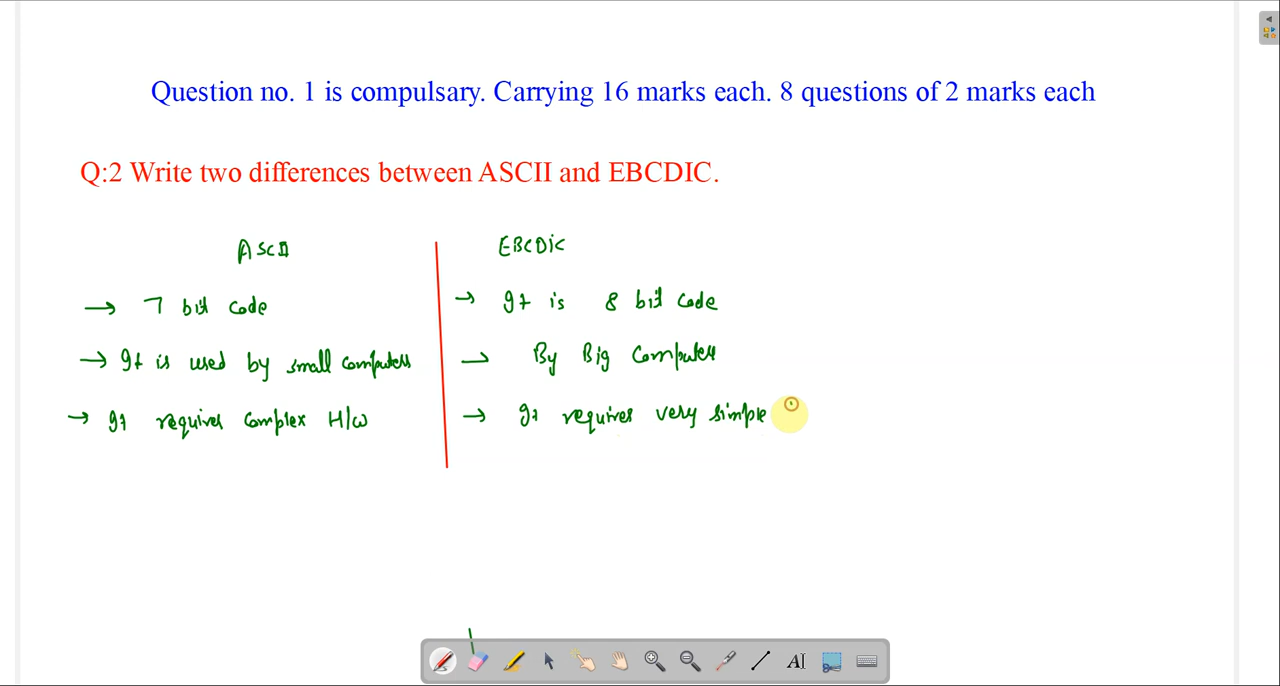 Question no. 1 is compulsary. Carrying 16 marks each. 8 questions of 2 marks each
Q:2 Write two differences between ASCII and EBCDIC.
ASCII
→ 7 bit code
→ It is used by small computers
→ It requires complex H/W
EBCDIC
→ It is 8 bit code
→ By Big Computers
→ It requires very simple
AI